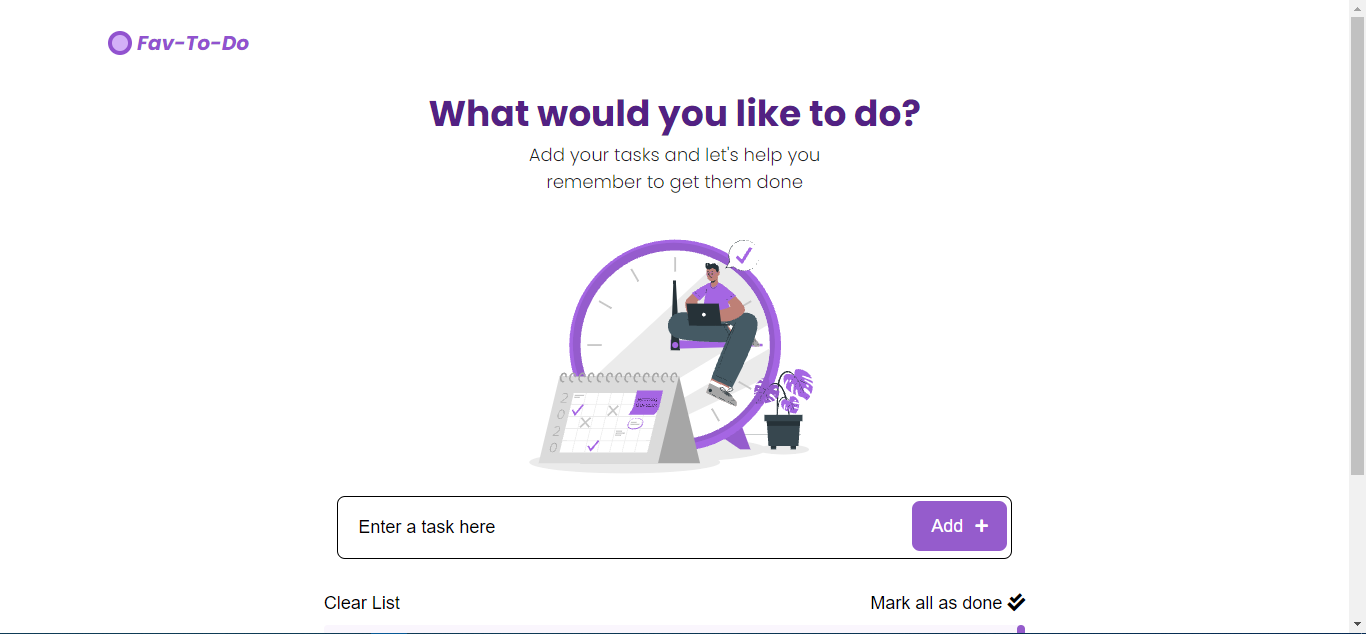 Fav-To-Do
What would you like to do?
Add your tasks and let's help you
remember to get them done
2
0
2
0
Enter a task here
Add +
Clear List
Mark all as done